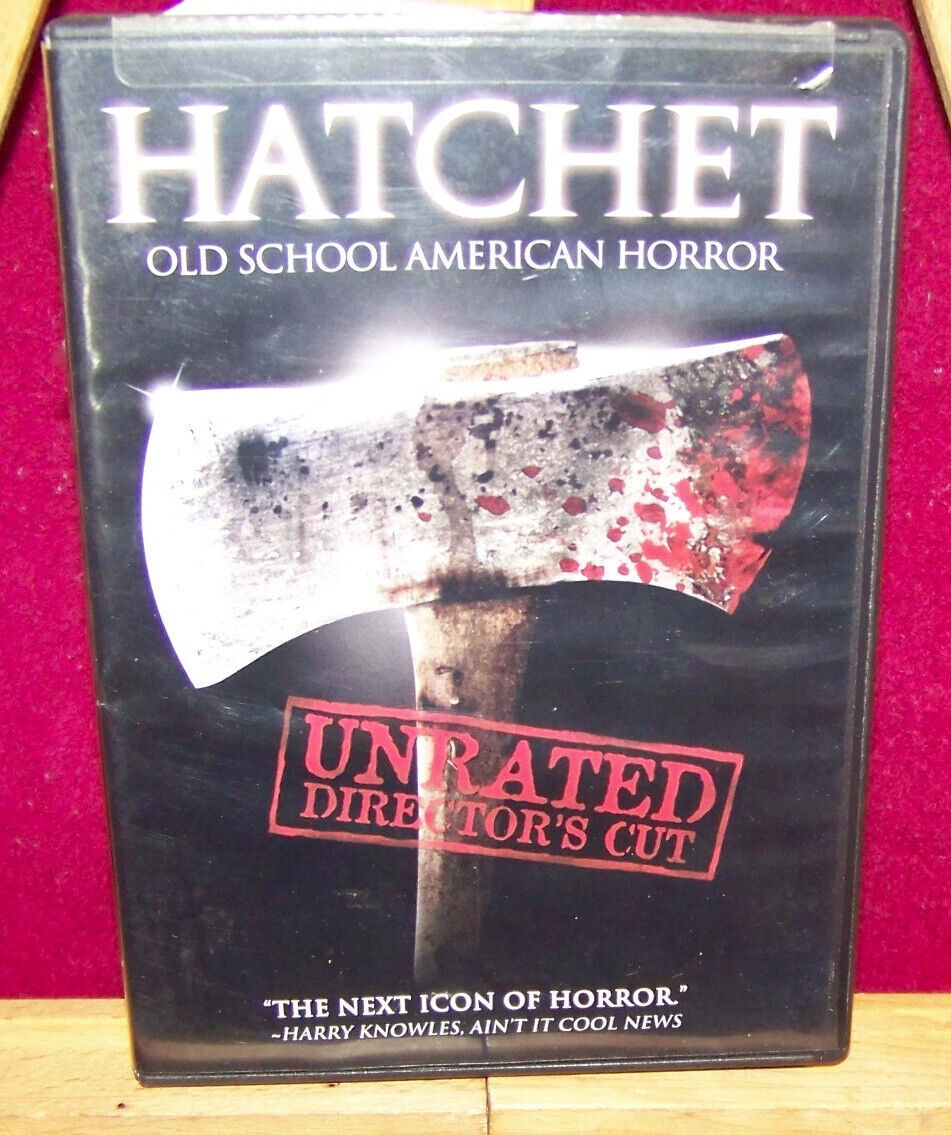 HATCHET
OLD SCHOOL AMERICAN HORROR
UNRATED
DIRECTOR'S CUT
"THE NEXT ICON OF HORROR."
~HARRY KNOWLES, AIN'T IT COOL NEWS